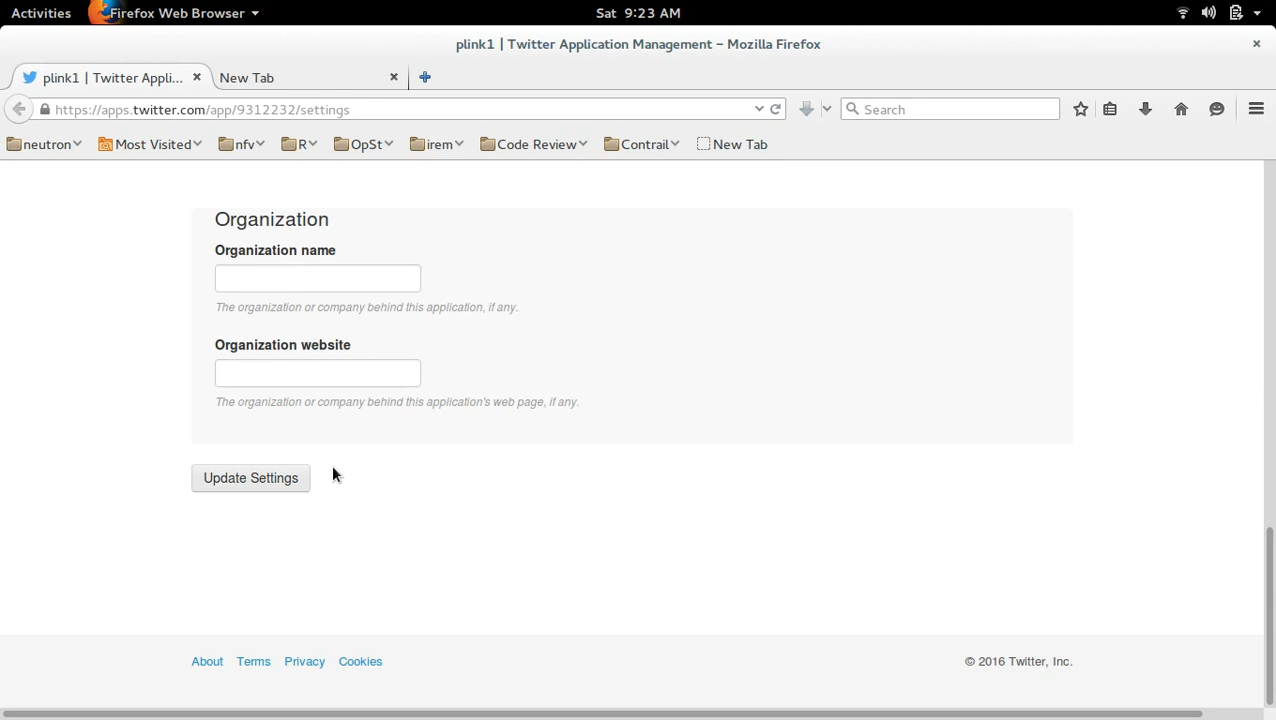 Activities Firefox Web Browser Sat 9:23 AM
plink1 | Twitter Application Management – Mozilla Firefox
plink1 | Twitter Appli... New Tab
https://apps.twitter.com/app/9312232/settings Search
neutron Most Visited nfv R OpSt irem Code Review Contrail New Tab
Organization
Organization name
The organization or company behind this application, if any.
Organization website
The organization or company behind this application's web page, if any.
Update Settings
About Terms Privacy Cookies © 2016 Twitter, Inc.